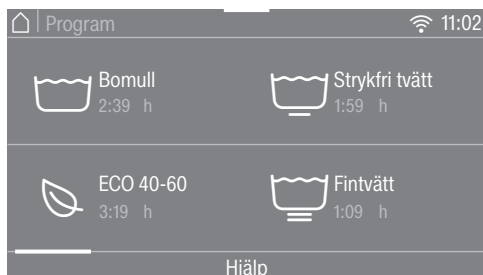 Program 11:02
Bomull Strykfri tvätt
2:39 h 1:59 h
ECO 40-60 Fintvätt
3:19 h 1:09 h
Hjälp